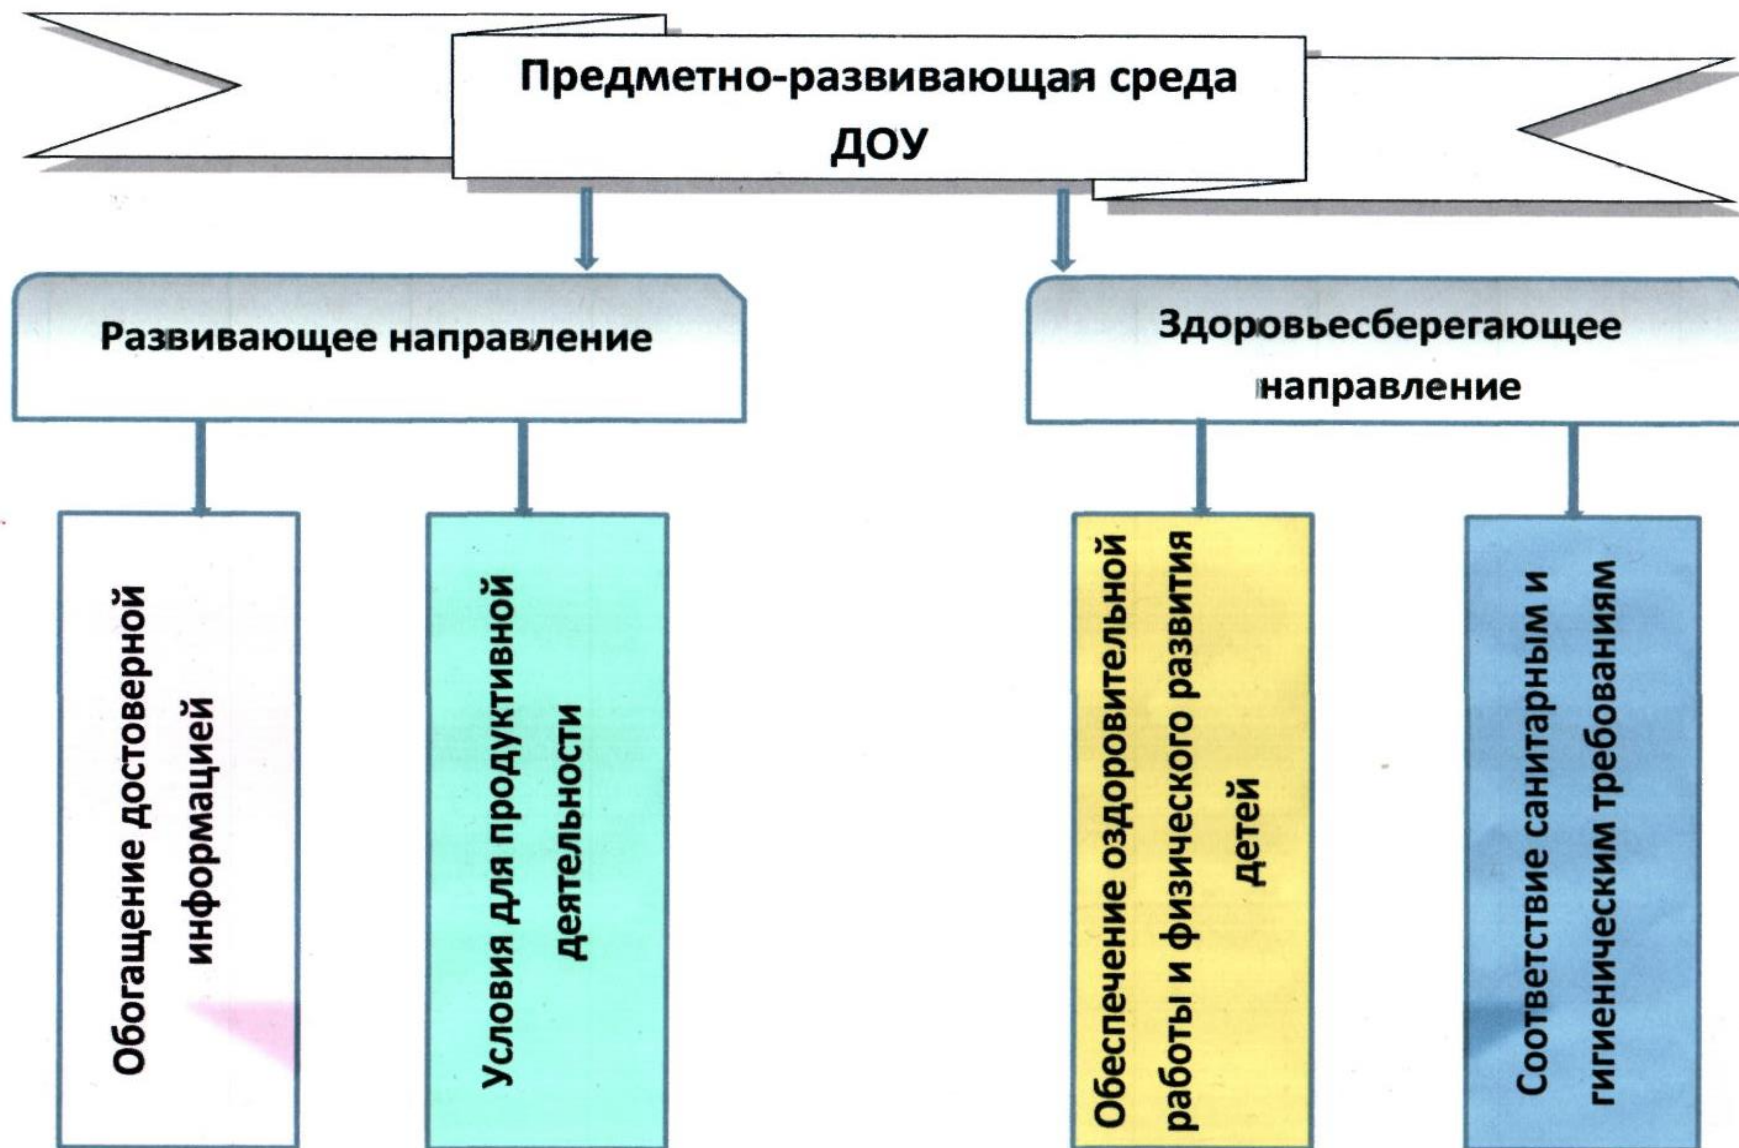 Предметно-развивающая среда
ДОУ
Развивающее направление
Здоровьесберегающее
направление
Обогащение достоверной
информацией
Условия для продуктивной
деятельности
Обеспечение оздоровительной
работы и физического развития
детей
Соответствие санитарным и
гигиеническим требованиям